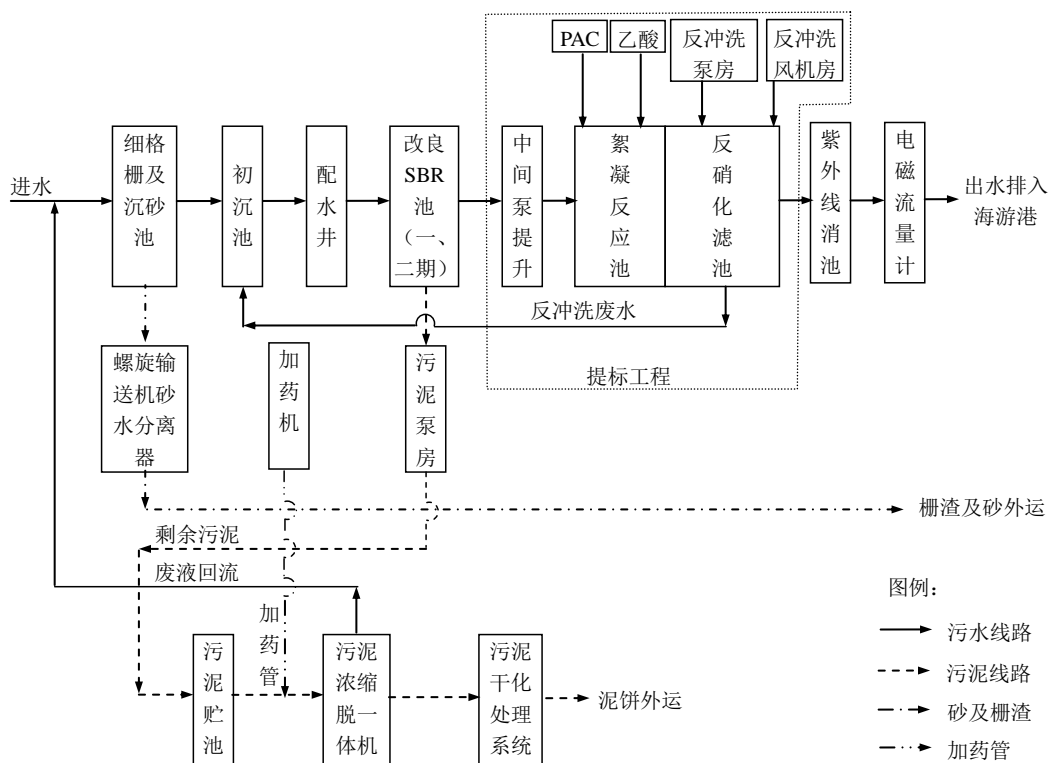 PAC
乙酸
反冲洗
泵房
反冲洗
风机房
进水
细格
栅及
沉砂
池
初
沉
池
配
水
井
改良
SBR
池
（一、
二期）
中
间
泵
提
升
絮
凝
反
应
池
反
硝
化
滤
池
紫
外
线
消
池
电
磁
流
量
计
出水排入
海游港
反冲洗废水
提标工程
螺旋输
送机砂
水分离
器
加
药
机
污
泥
泵
房
栅渣及砂外运
剩余污泥
废液回流
加
药
管
污
泥
贮
池
污泥
浓缩
脱一
体机
污泥
干化
处理
系统
泥饼外运
图例：
污水线路
污泥线路
砂及栅渣
加药管